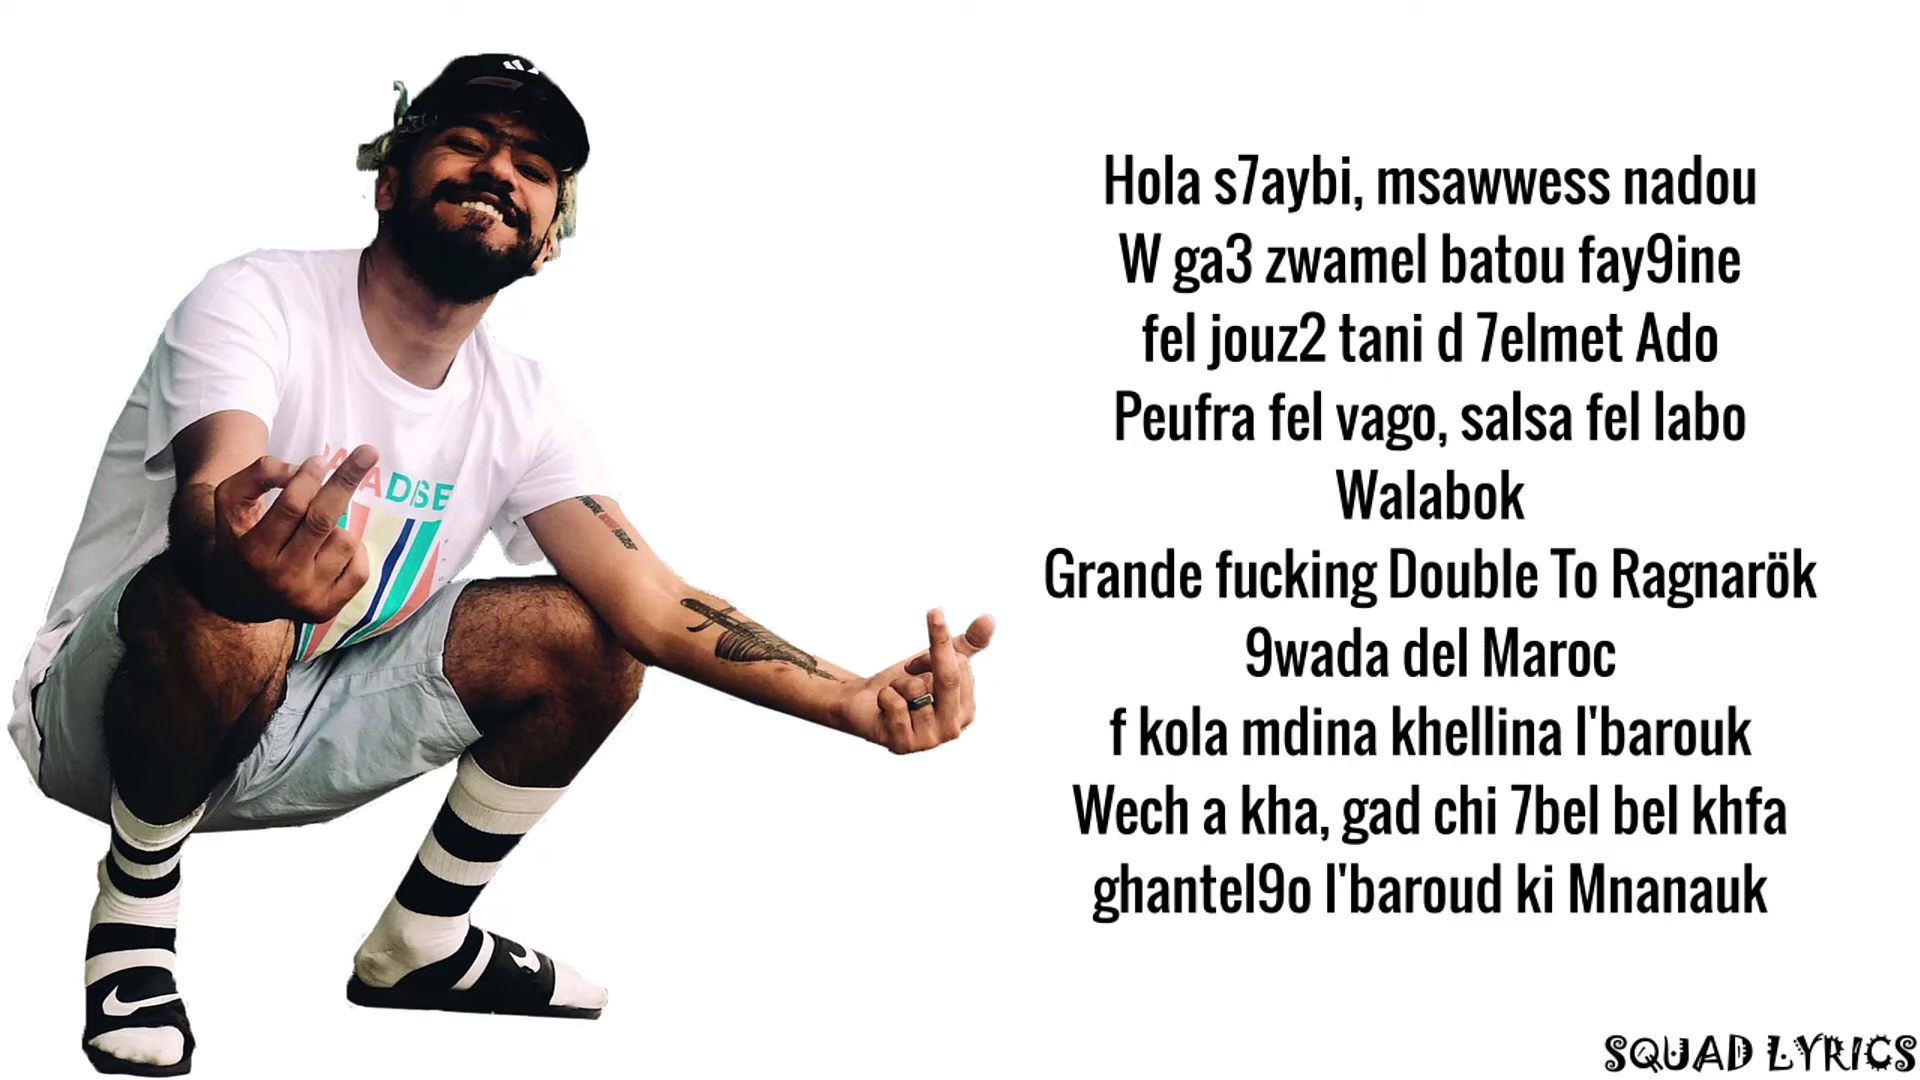 PARADISE
Hola s7aybi, msawwess nadou
W ga3 zwamel batou fay9ine
fel jouz2 tani d 7elmet Ado
Peufra fel vago, salsa fel labo
Walabok
Grande fucking Double To Ragnarök
9wada del Maroc
f kola mdina khellina l'barouk
Wech a kha, gad chi 7bel bel khfa
ghantel9o l'baroud ki Mnanauk
SQUAD LYRICS